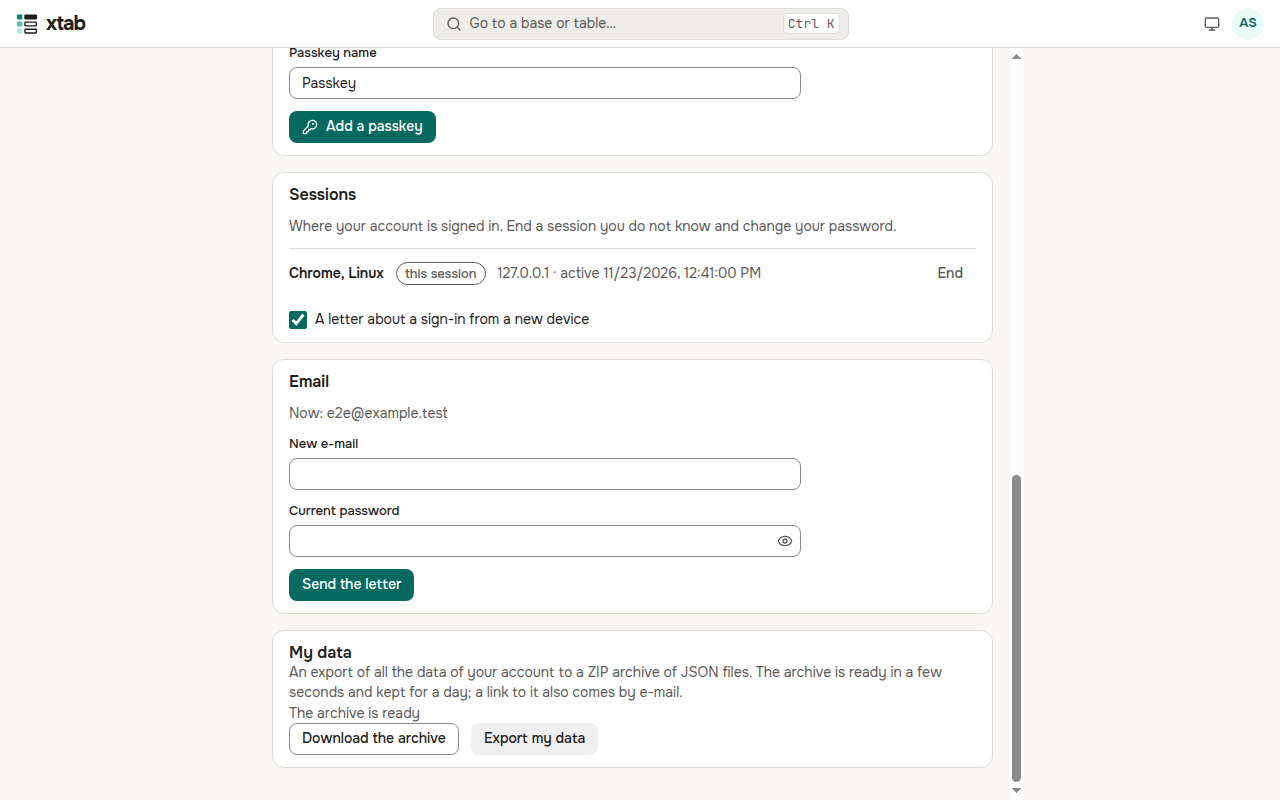 xtab
Go to a base or table...
Ctrl K
AS
Passkey name
Passkey
Add a passkey
Sessions
Where your account is signed in. End a session you do not know and change your password.
Chrome, Linux this session 127.0.0.1 · active 11/23/2026, 12:41:00 PM End
A letter about a sign-in from a new device
Email
Now: e2e@example.test
New e-mail
Current password
Send the letter
My data
An export of all the data of your account to a ZIP archive of JSON files. The archive is ready in a few
seconds and kept for a day; a link to it also comes by e-mail.
The archive is ready
Download the archive Export my data